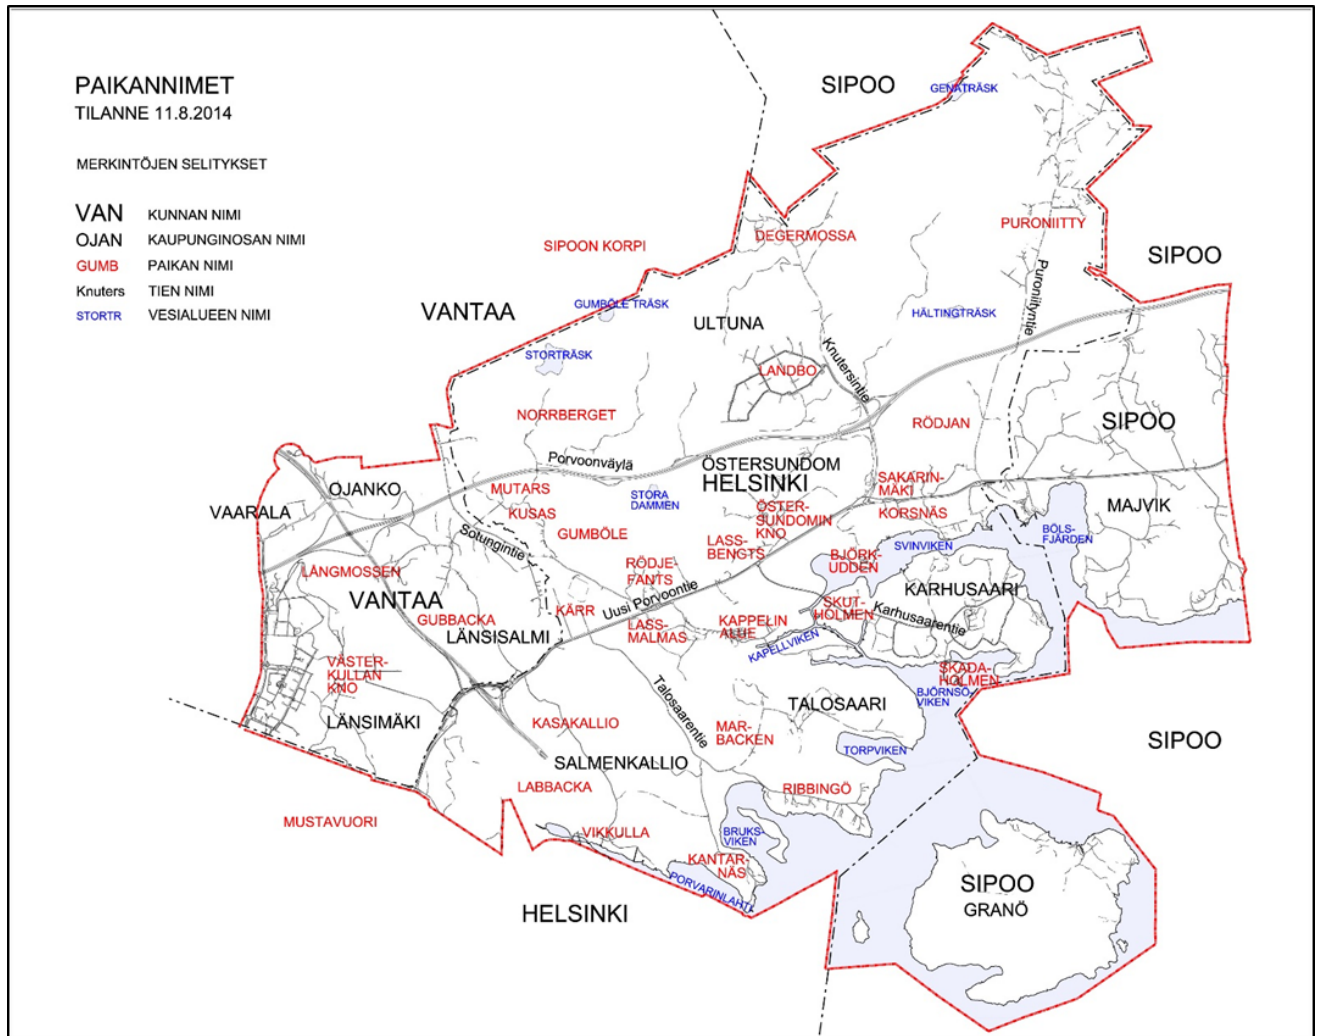 PAIKANNIMET
TILANNE 11.8.2014
MERKINTÖJEN SELITYKSET
VAN KUNNAN NIMI
OJAN KAUPUNGINOSAN NIMI
GUMB PAIKAN NIMI
Knuters TIEN NIMI
STORTR VESIALUEEN NIMI
SIPOO
GENATRÄSK
PURONIITTY
DEGERMOSSA
SIPOON KORPI
SIPOO
Puroniityntie
GUMBÖLE TRÄSK
VANTAA
ULTUNA
HÄLTINGTRÄSK
STORTRÄSK
Knutersintie
LANDBO
NORRBERGET
RÖDJAN
SIPOO
Porvoonväylä
ÖSTERSUNDOM
HELSINKI
OJANKO
MUTARS
STORA
DAMMEN
SAKARIN-
MÄKI
VAARALA
KUSAS
ÖSTER-
SUNDOMIN
KNO
KORSNÄS
MAJVIK
GUMBÖLE
Sotungintie
LASS-
BENGTS
SVINVIKEN
BÖLS-
FJÄRDEN
BJÖRK-
UDDEN
LÅNGMOSSEN
RÖDJE-
FANTS
KARHUSAARI
VANTAA
Uusi Porvoontie
KÄRR
SKUT-
HOLMEN
Karhusaarentie
GUBBACKA
LÄNSISALMI
LASS-
MALMAS
KAPPELIN
ALUE
KAPELLVIKEN
VÄSTER-
KULLAN
KNO
SKADA-
HOLMEN
BJÖRNSÖ-
VIKEN
Talosaarentie
TALOSAARI
LÄNSIMÄKI
KASAKALLIO
MAR-
BACKEN
SIPOO
TORPVIKEN
SALMENKALLIO
LABBACKA
RIBBINGÖ
MUSTAVUORI
VIKKULLA
BRUKS-
VIKEN
KANTAR-
NÄS
PORVARINLAHTI
SIPOO
GRANÖ
HELSINKI